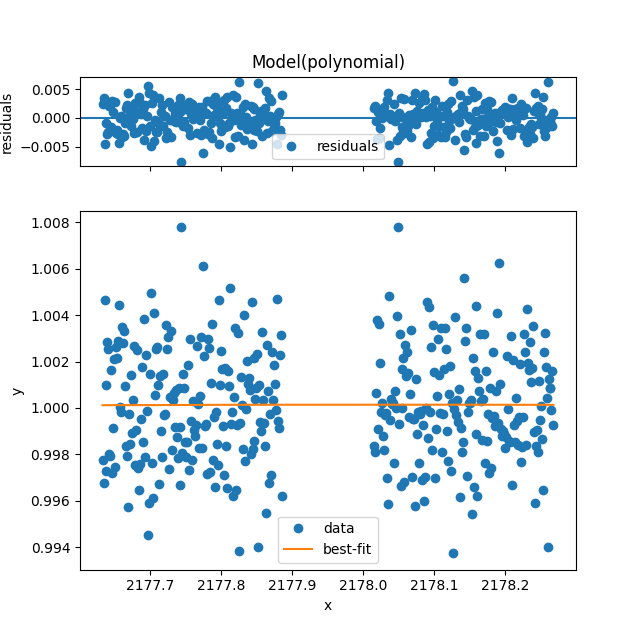 Model(polynomial)
residuals
0.005
0.000
−0.005
residuals
y
1.008
1.006
1.004
1.002
1.000
0.998
0.996
0.994
data
best-fit
2177.7 2177.8 2177.9 2178.0 2178.1 2178.2
x